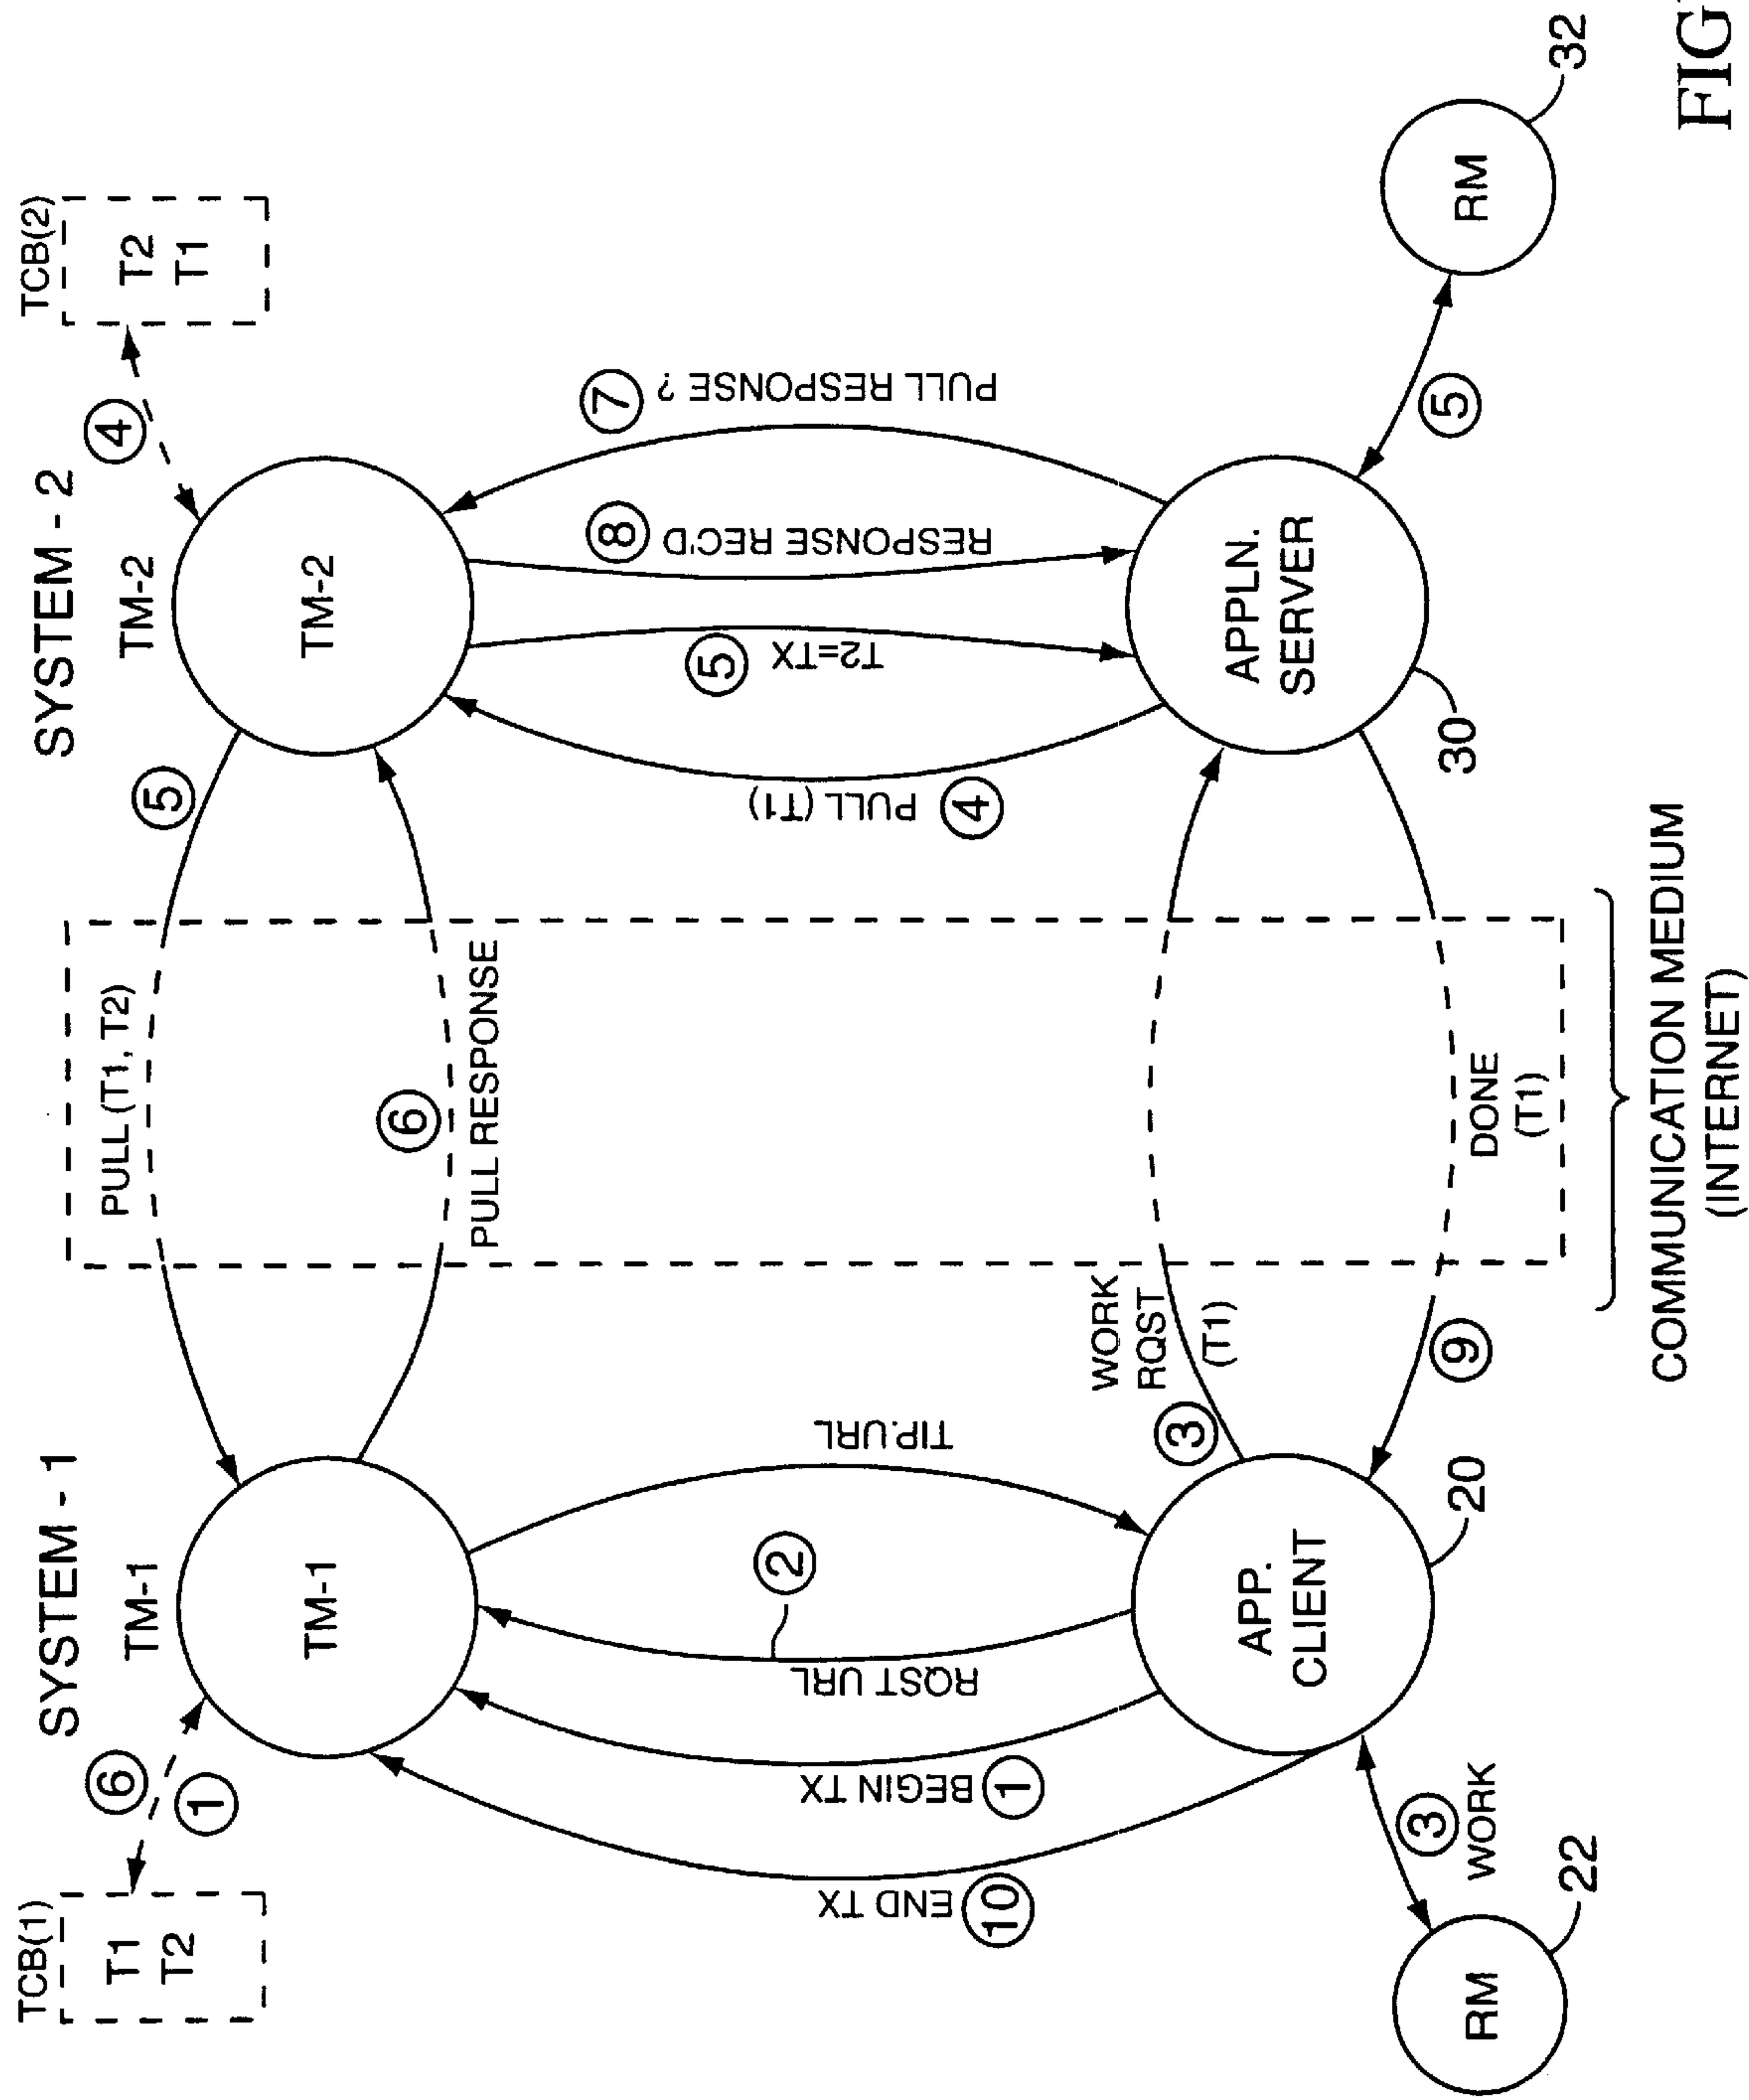 SYSTEM - 1
SYSTEM - 2
TCB(1)
T1
T2
6
1
TM-1
TM-1
5
PULL (T1, T2)
6
PULL RESPONSE
TM-2
TM-2
4
TCB(2)
T2
T1
10
END TX
1
BEGIN TX
RQST URL
2
TIP.URL
4
PULL (T1)
5
T2=TX
8
RESPONSE REC'D
7
PULL RESPONSE ?
3
WORK
RQST
(T1)
APP.
CLIENT
20
APPLN.
SERVER
30
9
DONE
(T1)
3
WORK
RM
22
5
RM
32
COMMUNICATION MEDIUM
(INTERNET)
FIG